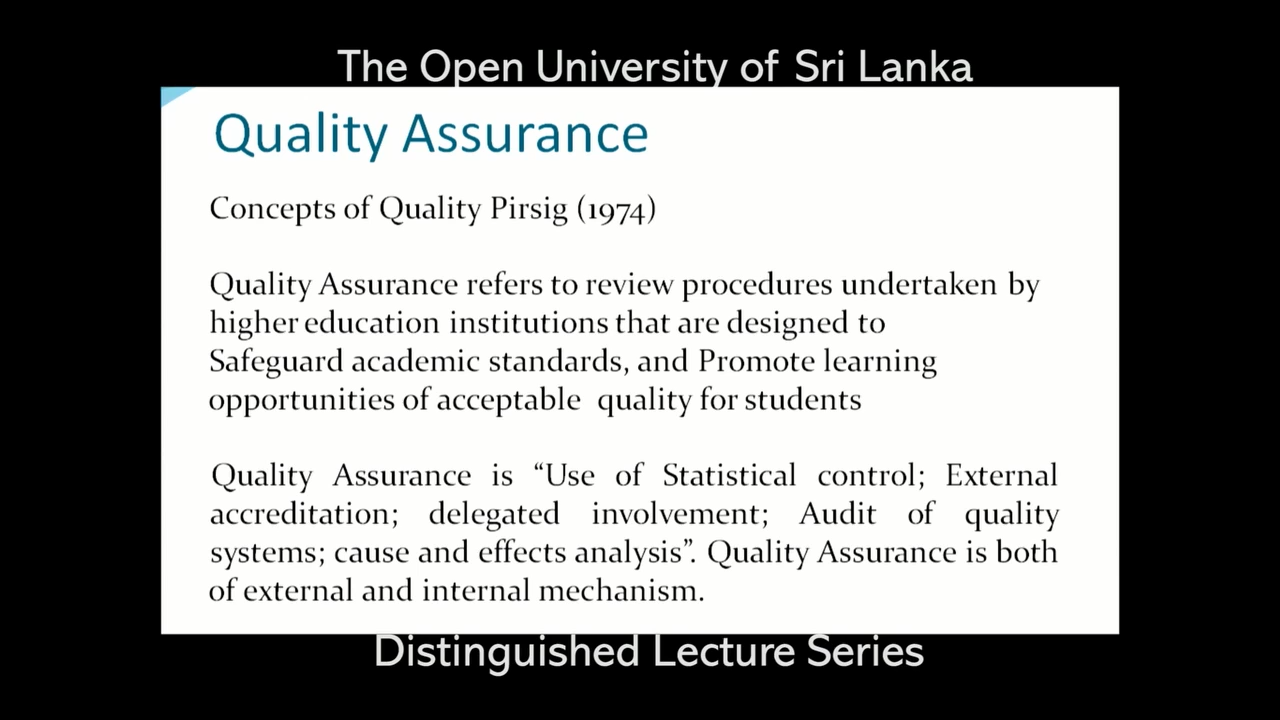 The Open University of Sri Lanka
Quality Assurance
Concepts of Quality Pirsig (1974)
Quality Assurance refers to review procedures undertaken by
higher education institutions that are designed to
Safeguard academic standards, and Promote learning
opportunities of acceptable quality for students
Quality Assurance is “Use of Statistical control; External
accreditation; delegated involvement; Audit of quality
systems; cause and effects analysis”. Quality Assurance is both
of external and internal mechanism.
Distinguished Lecture Series